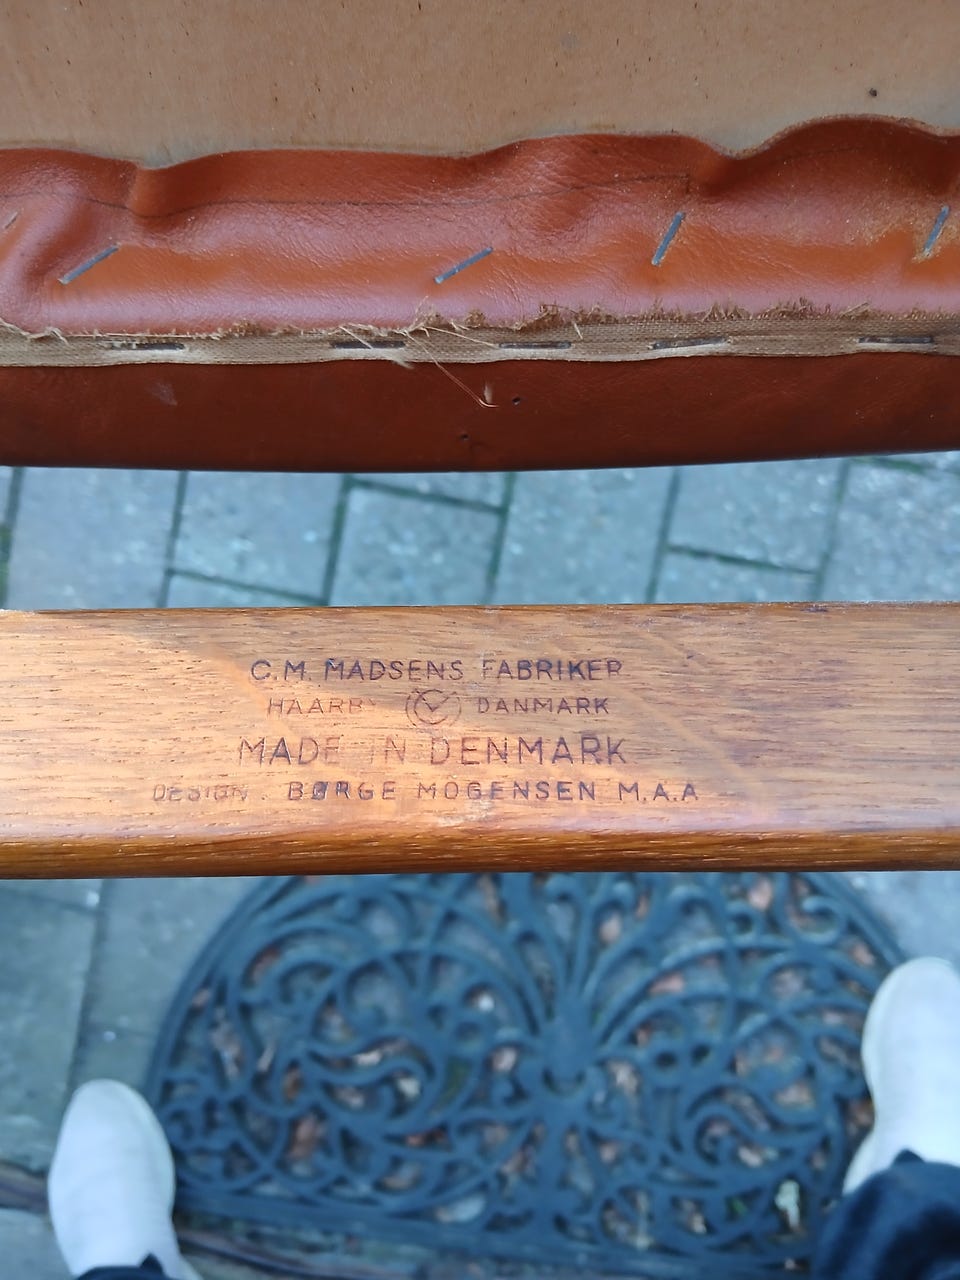 C.M. MADSENS FABRIKER
HAARBY DANMARK
MADE IN DENMARK
DESIGN: BØRGE MOGENSEN M.A.A